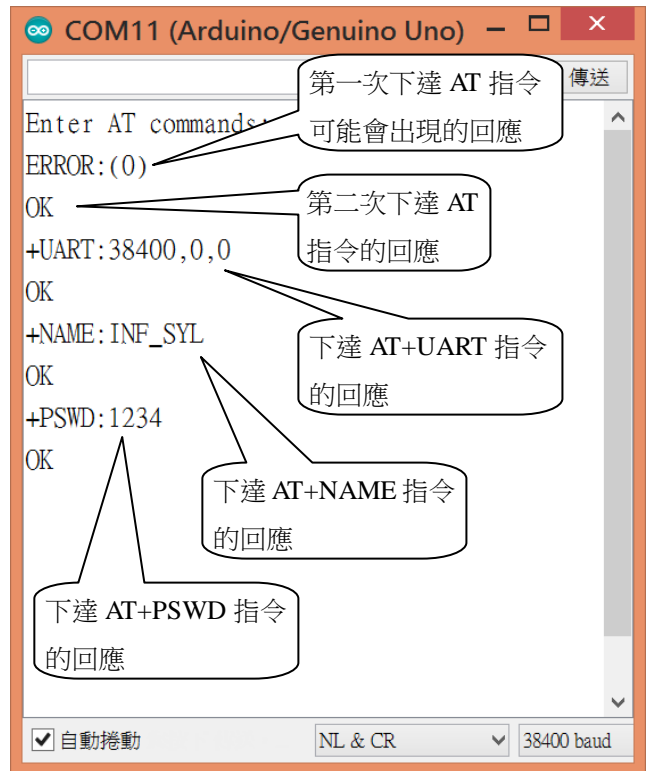 COM11 (Arduino/Genuino Uno)
傳送
Enter AT commands:
第一次下達 AT 指令
可能會出現的回應
ERROR:(0)
OK
第二次下達 AT
指令的回應
+UART:38400,0,0
OK
下達 AT+UART 指令
的回應
+NAME:INF_SYL
OK
+PSWD:1234
OK
下達 AT+NAME 指令
的回應
下達 AT+PSWD 指令
的回應
自動捲動
NL & CR
38400 baud